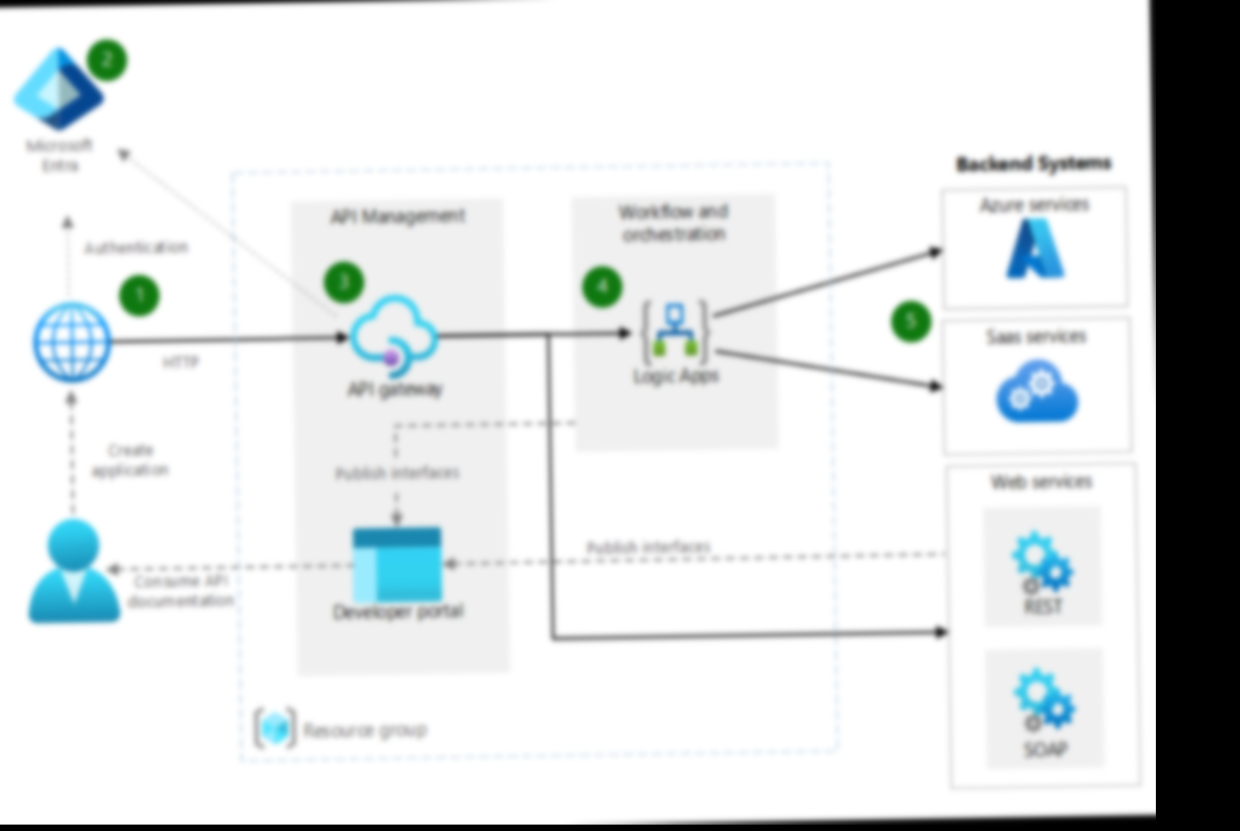 2
Microsoft
Entra
Backend Systems
Azure services
API Management
Workflow and
orchestration
Authentication
1
3
4
5
HTTP
API gateway
Logic Apps
Saas services
Create
application
Publish interfaces
Web services
Publish interfaces
Consume API
documentation
Developer portal
REST
Resource group
SOAP